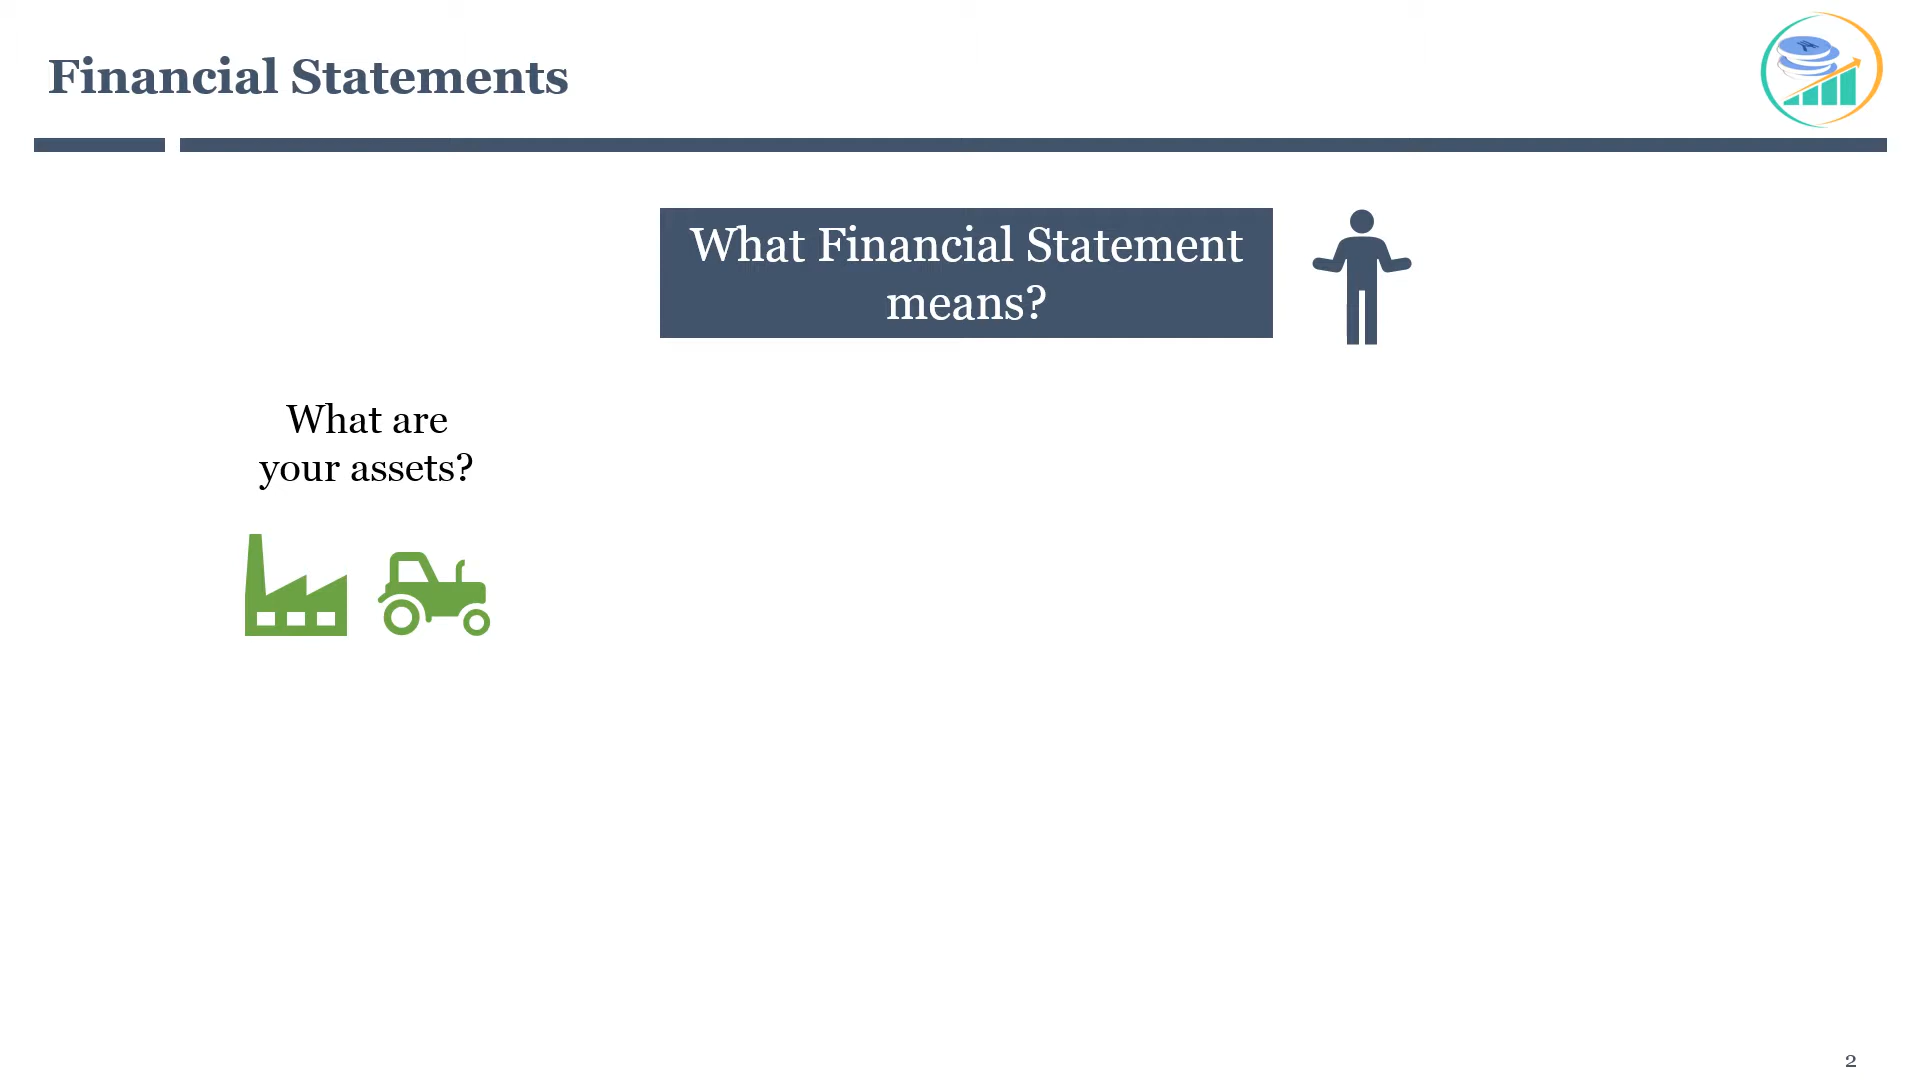 Financial Statements
What Financial Statement
means?
What are
your assets?
2